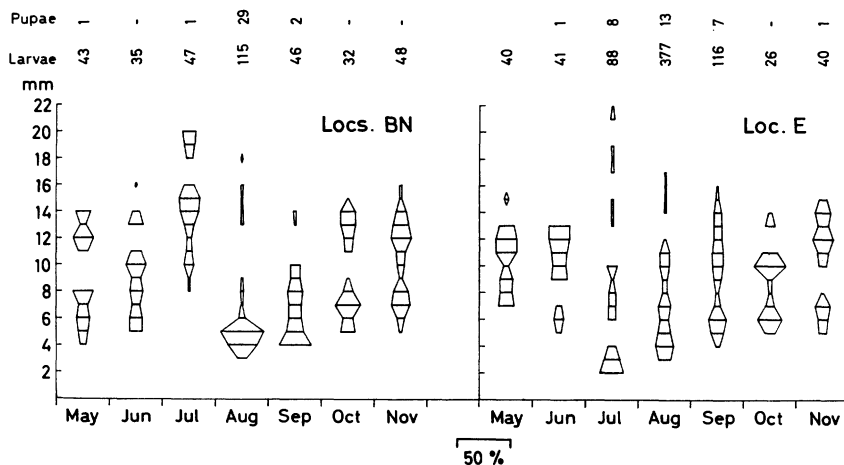 Pupae 1 - 1 29 2 - - 1 8 13 7 - 1
Larvae 43 35 47 115 46 32 48 40 41 88 377 116 26 40
mm
22
20
Locs. BN Loc. E
18
16
14
12
10
8
6
4
2
May Jun Jul Aug Sep Oct Nov May Jun Jul Aug Sep Oct Nov
50 %